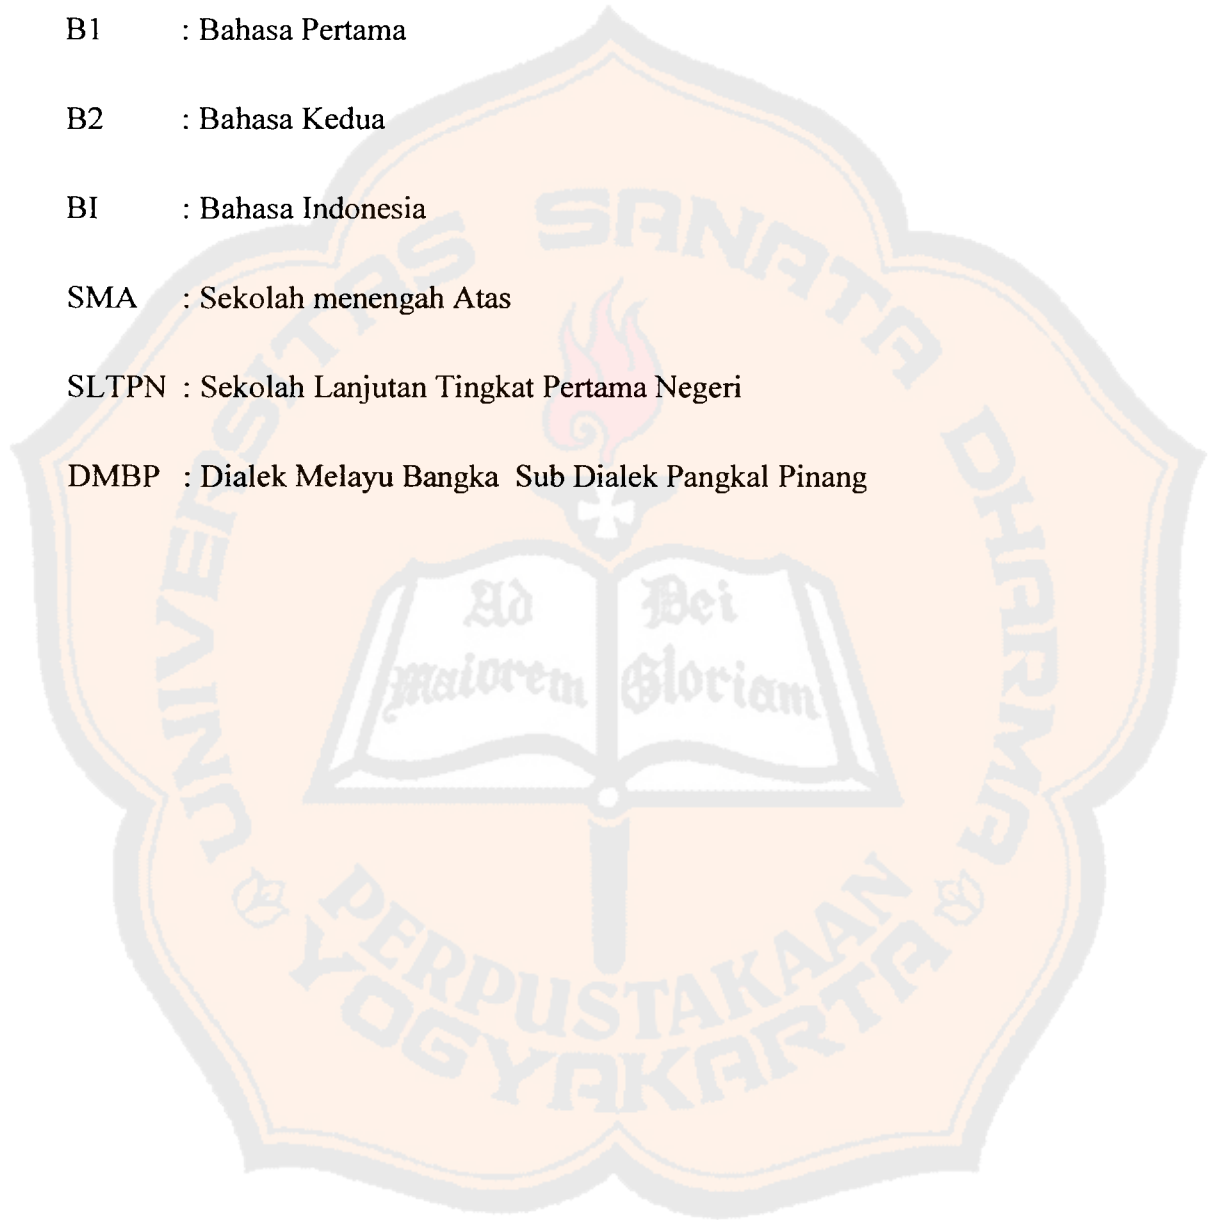 B1 : Bahasa Pertama
B2 : Bahasa Kedua
BI : Bahasa Indonesia
SMA : Sekolah menengah Atas
SLTPN : Sekolah Lanjutan Tingkat Pertama Negeri
DMBP : Dialek Melayu Bangka Sub Dialek Pangkal Pinang
UNIVERSITAS SANATA DHARMA
Ad Dei
Maiorem Gloriam
PERPUSTAKAAN
YOGYAKARTA